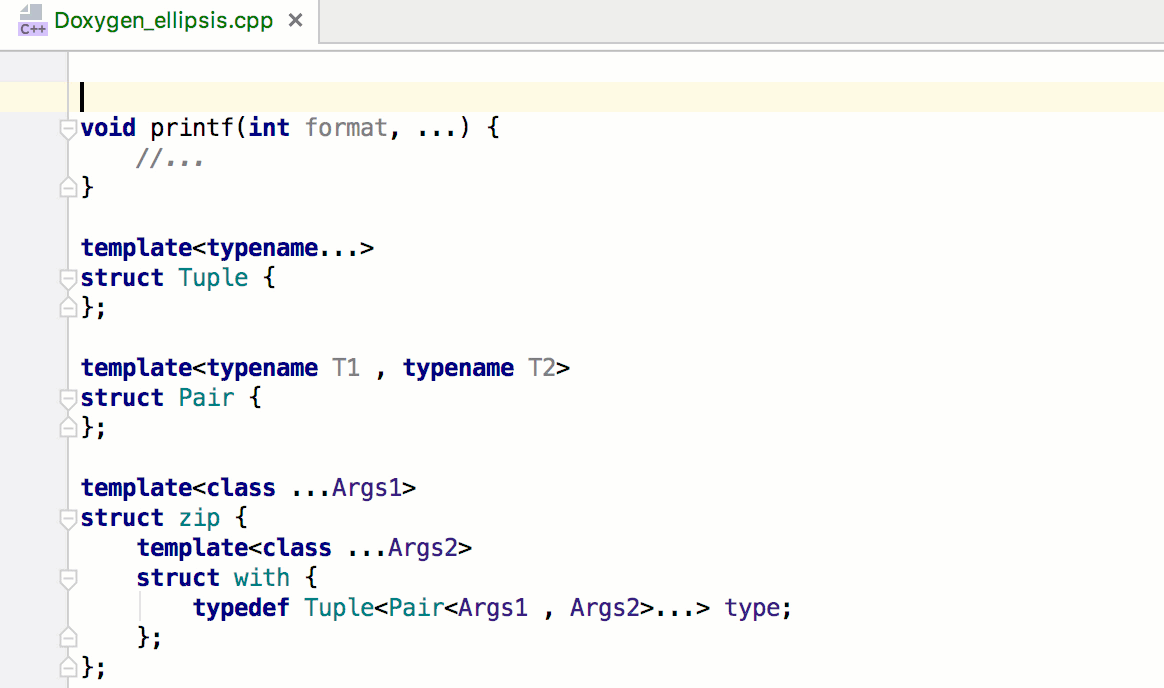 C++ Doxygen_ellipsis.cpp ×
void printf(int format, ...) {
    //...
}
template<typename...>
struct Tuple {
};
template<typename T1 , typename T2>
struct Pair {
};
template<class ...Args1>
struct zip {
    template<class ...Args2>
    struct with {
        typedef Tuple<Pair<Args1 , Args2>...> type;
    };
};